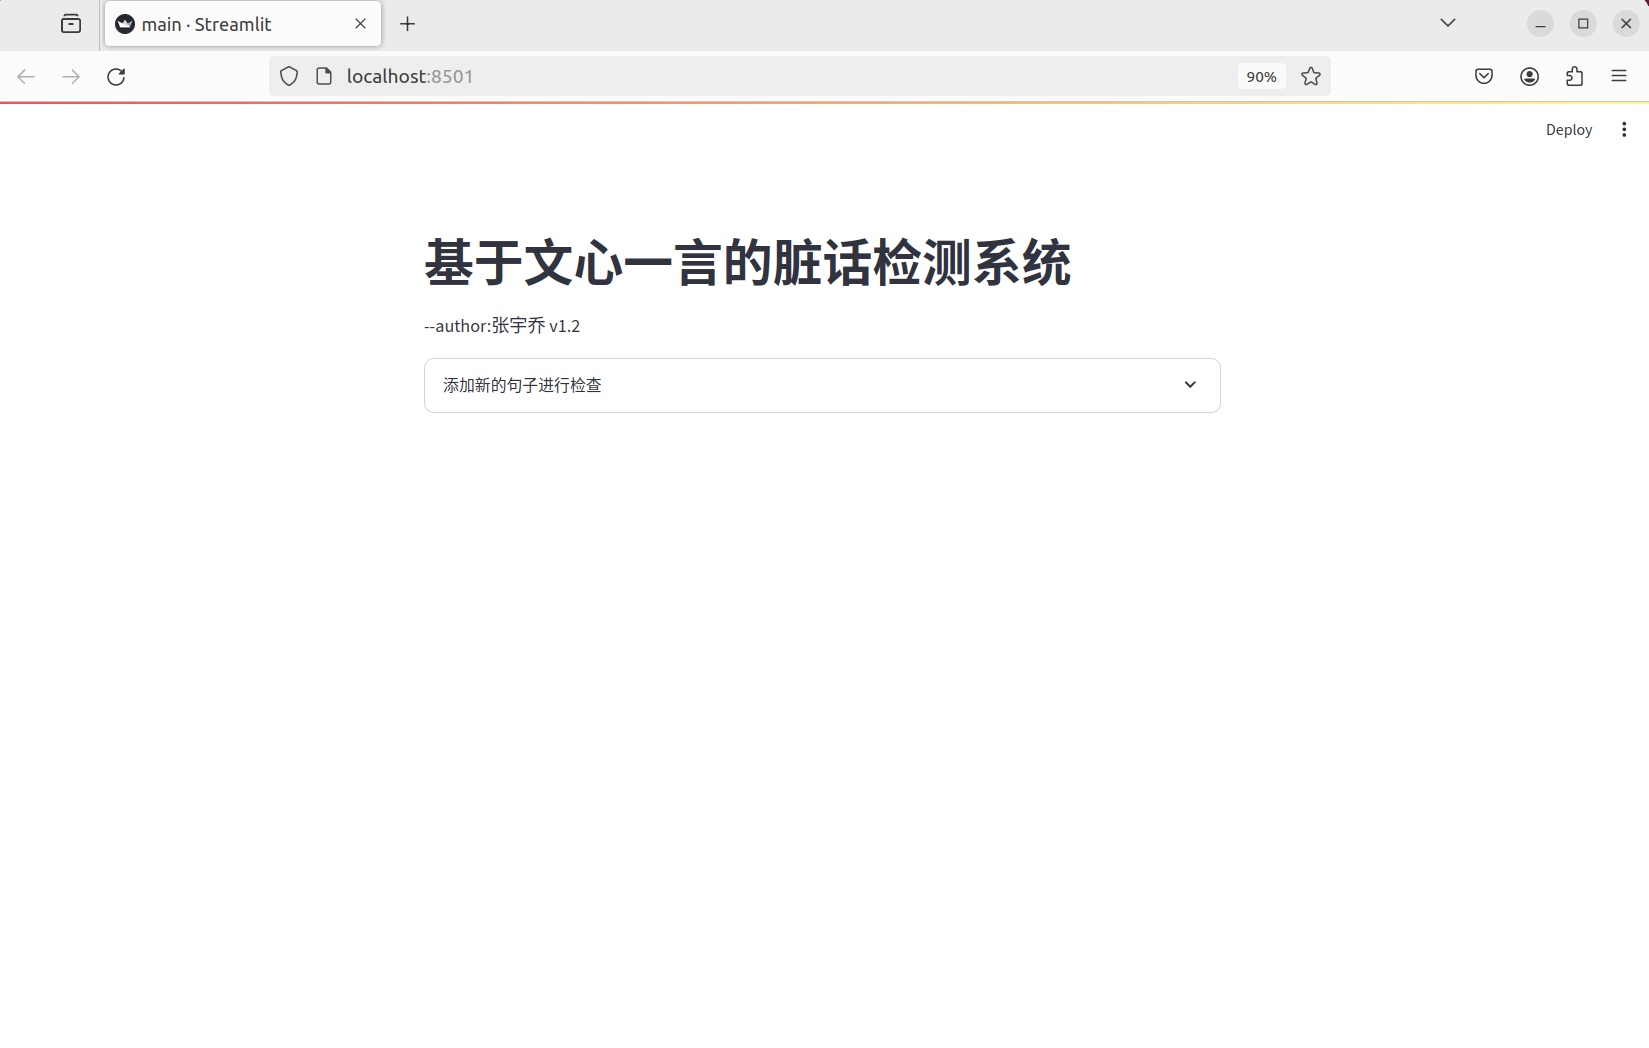 main · Streamlit
localhost:8501
90%
Deploy
基于文心一言的脏话检测系统
--author:张宇乔 v1.2
添加新的句子进行检查